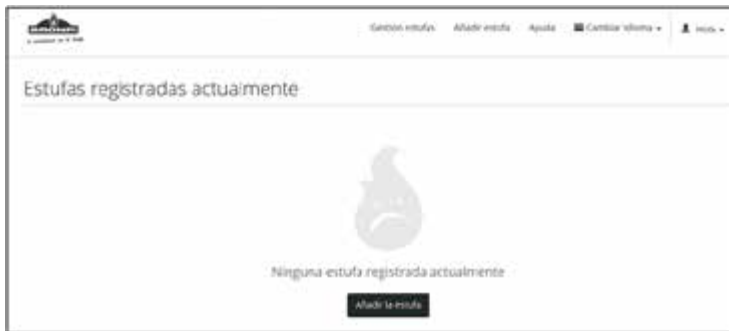 Gestión estufas Añadir estufa Ayuda Cambiar idioma
Estufas registradas actualmente
Ninguna estufa registrada actualmente
Añadir la estufa